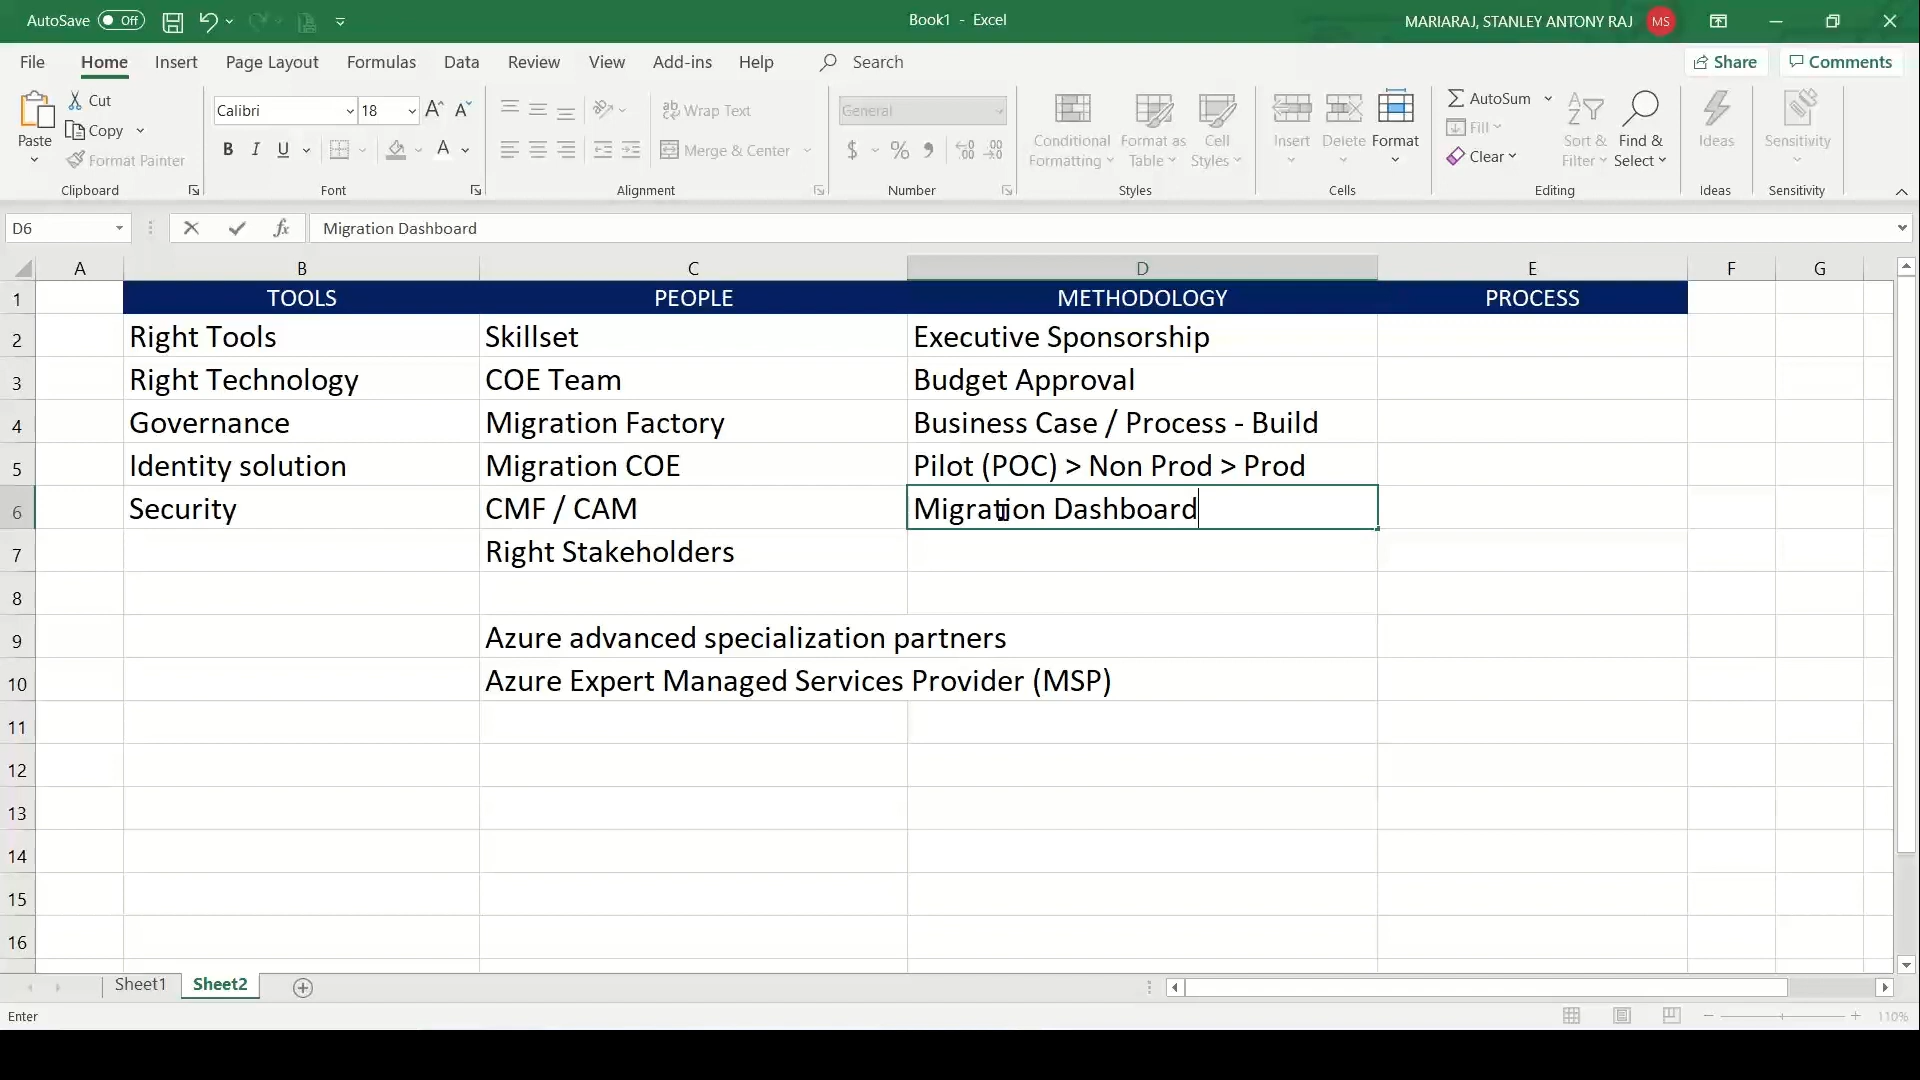 AutoSave Off Book1 - Excel MARIARAJ, STANLEY ANTONY RAJ MS
File Home Insert Page Layout Formulas Data Review View Add-ins Help Search Share Comments
Paste Cut Copy Format Painter
Clipboard
Calibri 18 A A
B I U A
Font
ab Wrap Text
Merge & Center
Alignment
General
$ % 9 .00 .00
Number
Conditional Formatting Format as Table Cell Styles
Styles
Insert Delete Format
Cells
AutoSum Fill Clear Sort & Filter Find & Select
Editing
Ideas
Ideas
Sensitivity
Sensitivity
D6 fx Migration Dashboard
A B C D E F G
1 TOOLS PEOPLE METHODOLOGY PROCESS
2 Right Tools Skillset Executive Sponsorship
3 Right Technology COE Team Budget Approval
4 Governance Migration Factory Business Case / Process - Build
5 Identity solution Migration COE Pilot (POC) > Non Prod > Prod
6 Security CMF / CAM Migration Dashboard
7 Right Stakeholders
8
9 Azure advanced specialization partners
10 Azure Expert Managed Services Provider (MSP)
11
12
13
14
15
16
Sheet1 Sheet2
Enter 110%